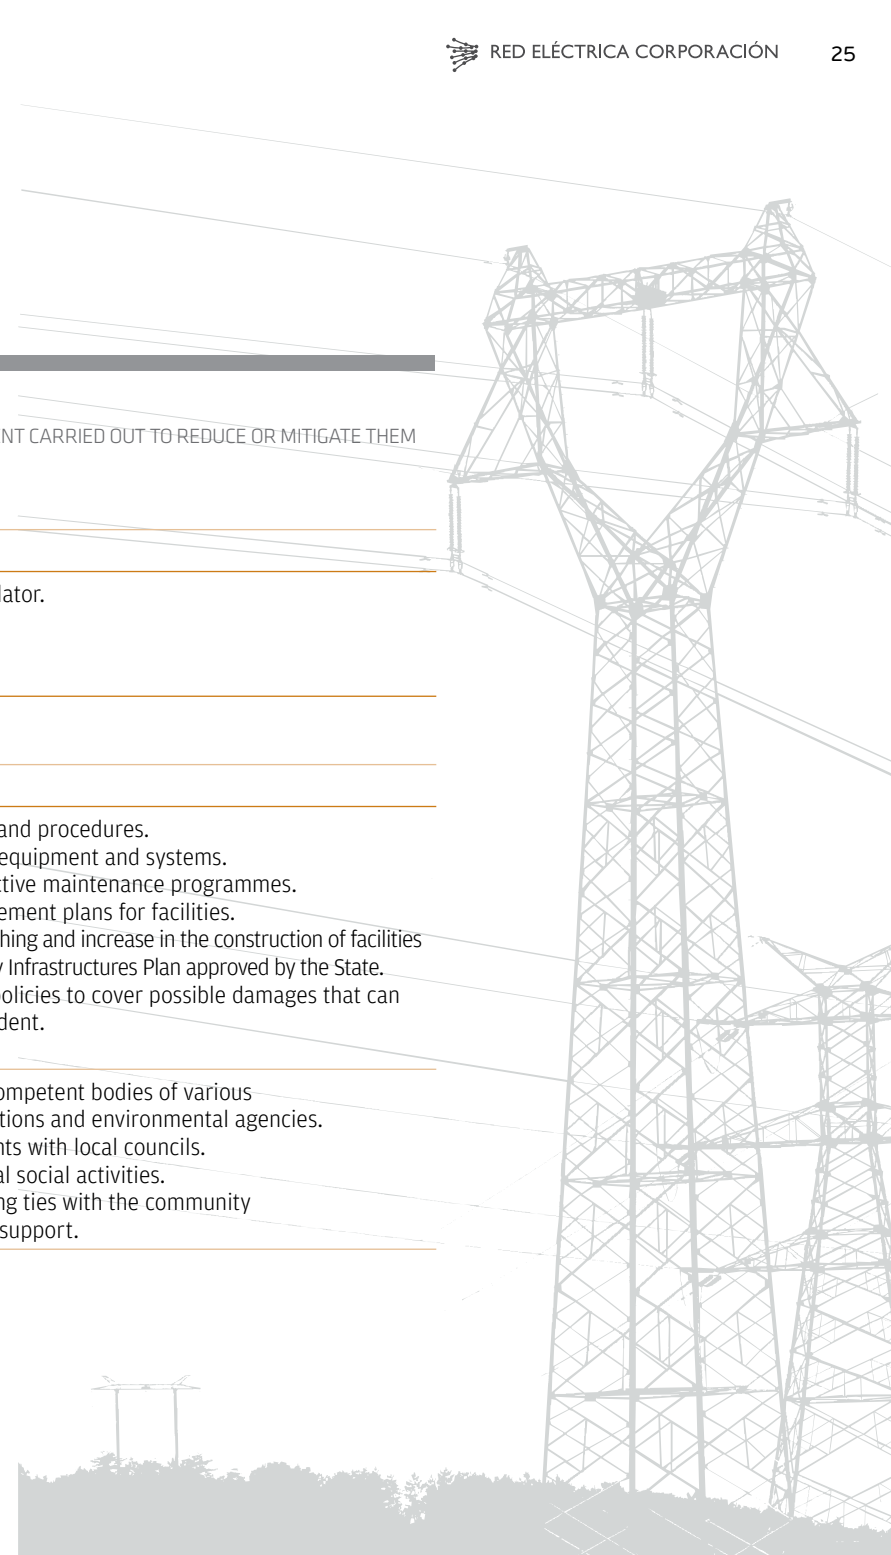 RED ELÉCTRICA CORPORACIÓN 25
NT CARRIED OUT TO REDUCE OR MITIGATE THEM
lator.
and procedures.
equipment and systems.
ctive maintenance programmes.
ement plans for facilities.
hing and increase in the construction of facilities
y Infrastructures Plan approved by the State.
policies to cover possible damages that can
dent.
ompetent bodies of various
tions and environmental agencies.
nts with local councils.
al social activities.
ng ties with the community
support.